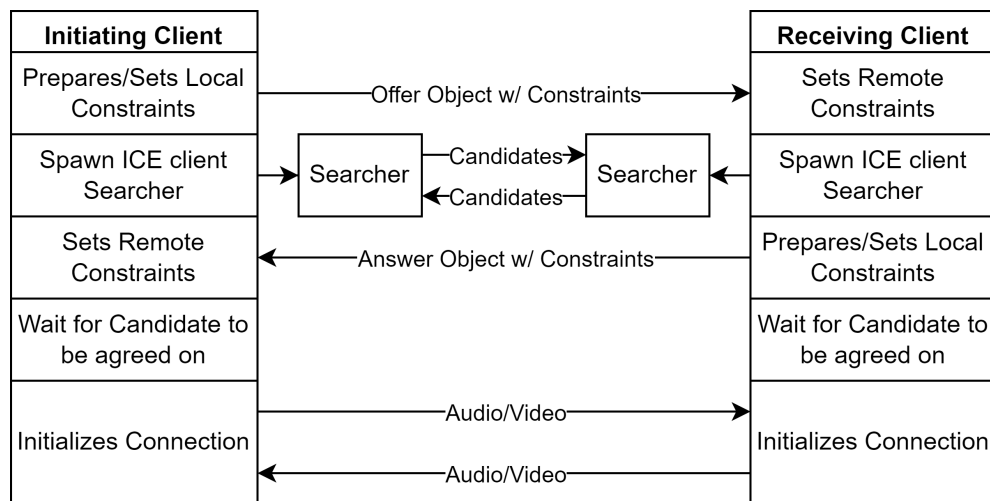 Initiating Client
Receiving Client
Prepares/Sets Local
Constraints
Offer Object w/ Constraints
Sets Remote
Constraints
Spawn ICE client
Searcher
Searcher
Candidates
Candidates
Searcher
Spawn ICE client
Searcher
Sets Remote
Constraints
Answer Object w/ Constraints
Prepares/Sets Local
Constraints
Wait for Candidate to
be agreed on
Wait for Candidate to
be agreed on
Initializes Connection
Audio/Video
Audio/Video
Initializes Connection